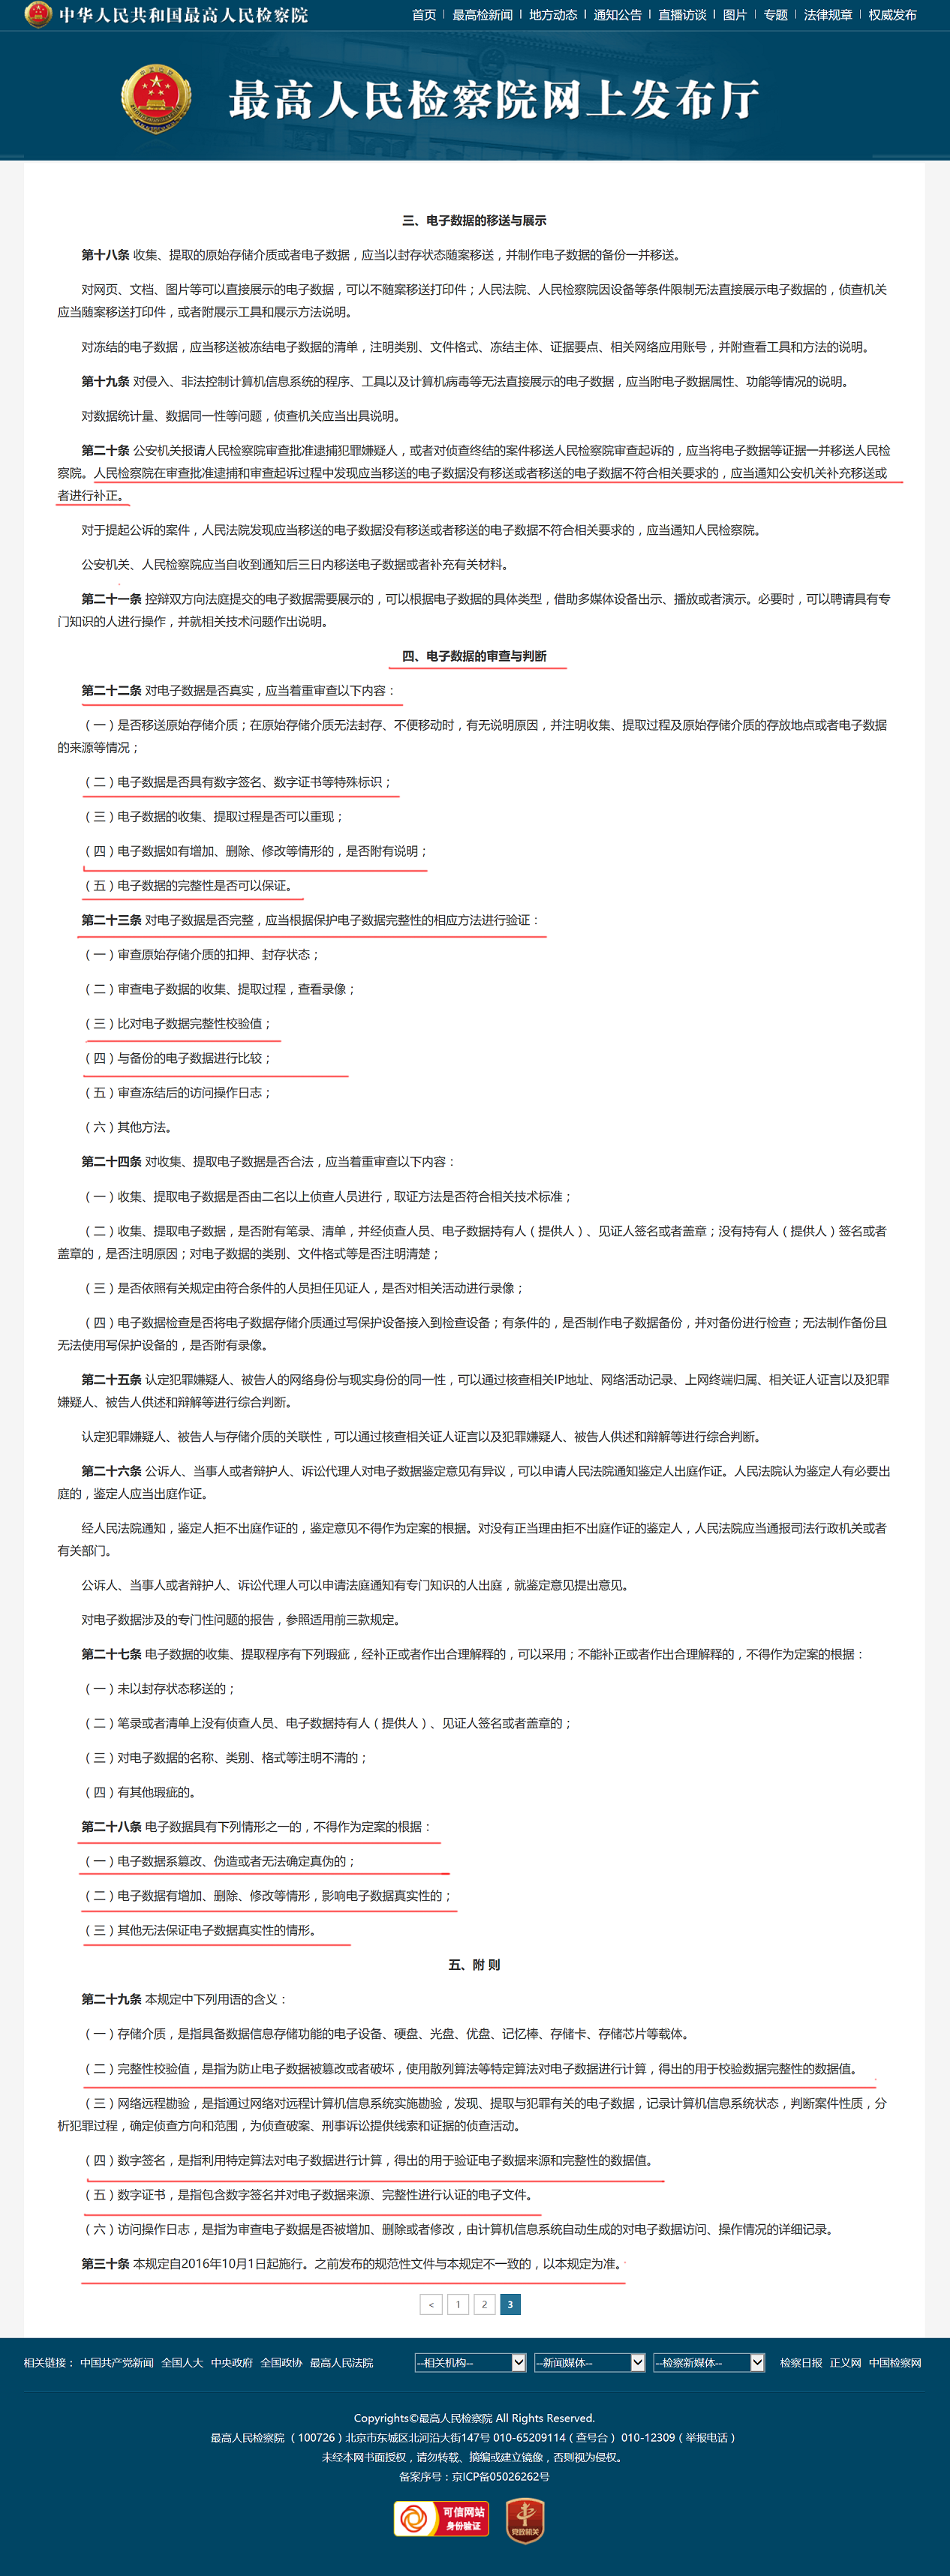 中华人民共和国最高人民检察院
首页 | 最高检新闻 | 地方动态 | 通知公告 | 直播访谈 | 图片 | 专题 | 法律规章 | 权威发布
最高人民检察院网上发布厅
三、电子数据的移送与展示
第十八条 收集、提取的原始存储介质或者电子数据，应当以封存状态随案移送，并制作电子数据的备份一并移送。
对网页、文档、图片等可以直接展示的电子数据，可以不随案移送打印件；人民法院、人民检察院因设备等条件限制无法直接展示电子数据的，侦查机关
应当随案移送打印件，或者附展示工具和展示方法说明。
对冻结的电子数据，应当移送被冻结电子数据的清单，注明类别、文件格式、冻结主体、证据要点、相关网络应用账号，并附查看工具和方法的说明。
第十九条 对侵入、非法控制计算机信息系统的程序、工具以及计算机病毒等无法直接展示的电子数据，应当附电子数据属性、功能等情况的说明。
对数据统计量、数据同一性等问题，侦查机关应当出具说明。
第二十条 公安机关报请人民检察院审查批准逮捕犯罪嫌疑人，或者对侦查终结的案件移送人民检察院审查起诉的，应当将电子数据等证据一并移送人民检
察院。人民检察院在审查批准逮捕和审查起诉过程中发现应当移送的电子数据没有移送或者移送的电子数据不符合相关要求的，应当通知公安机关补充移送或
者进行补正。
对于提起公诉的案件，人民法院发现应当移送的电子数据没有移送或者移送的电子数据不符合相关要求的，应当通知人民检察院。
公安机关、人民检察院应当自收到通知后三日内移送电子数据或者补充有关材料。
第二十一条 控辩双方向法庭提交的电子数据需要展示的，可以根据电子数据的具体类型，借助多媒体设备出示、播放或者演示。必要时，可以聘请具有专
门知识的人进行操作，并就相关技术问题作出说明。
四、电子数据的审查与判断
第二十二条 对电子数据是否真实，应当着重审查以下内容：
（一）是否移送原始存储介质；在原始存储介质无法封存、不便移动时，有无说明原因，并注明收集、提取过程及原始存储介质的存放地点或者电子数据
的来源等情况；
（二）电子数据是否具有数字签名、数字证书等特殊标识；
（三）电子数据的收集、提取过程是否可以重现；
（四）电子数据如有增加、删除、修改等情形的，是否附有说明；
（五）电子数据的完整性是否可以保证。
第二十三条 对电子数据是否完整，应当根据保护电子数据完整性的相应方法进行验证：
（一）审查原始存储介质的扣押、封存状态；
（二）审查电子数据的收集、提取过程，查看录像；
（三）比对电子数据完整性校验值；
（四）与备份的电子数据进行比较；
（五）审查冻结后的访问操作日志；
（六）其他方法。
第二十四条 对收集、提取电子数据是否合法，应当着重审查以下内容：
（一）收集、提取电子数据是否由二名以上侦查人员进行，取证方法是否符合相关技术标准；
（二）收集、提取电子数据，是否附有笔录、清单，并经侦查人员、电子数据持有人（提供人）、见证人签名或者盖章；没有持有人（提供人）签名或者
盖章的，是否注明原因；对电子数据的类别、文件格式等是否注明清楚；
（三）是否依照有关规定由符合条件的人员担任见证人，是否对相关活动进行录像；
（四）电子数据检查是否将电子数据存储介质通过写保护设备接入到检查设备；有条件的，是否制作电子数据备份，并对备份进行检查；无法制作备份且
无法使用写保护设备的，是否附有录像。
第二十五条 认定犯罪嫌疑人、被告人的网络身份与现实身份的同一性，可以通过核查相关IP地址、网络活动记录、上网终端归属、相关证人证言以及犯罪
嫌疑人、被告人供述和辩解等进行综合判断。
认定犯罪嫌疑人、被告人与存储介质的关联性，可以通过核查相关证人证言以及犯罪嫌疑人、被告人供述和辩解等进行综合判断。
第二十六条 公诉人、当事人或者辩护人、诉讼代理人对电子数据鉴定意见有异议，可以申请人民法院通知鉴定人出庭作证。人民法院认为鉴定人有必要出
庭的，鉴定人应当出庭作证。
经人民法院通知，鉴定人拒不出庭作证的，鉴定意见不得作为定案的根据。对没有正当理由拒不出庭作证的鉴定人，人民法院应当通报司法行政机关或者
有关部门。
公诉人、当事人或者辩护人、诉讼代理人可以申请法庭通知有专门知识的人出庭，就鉴定意见提出意见。
对电子数据涉及的专门性问题的报告，参照适用前三款规定。
第二十七条 电子数据的收集、提取程序有下列瑕疵，经补正或者作出合理解释的，可以采用；不能补正或者作出合理解释的，不得作为定案的根据：
（一）未以封存状态移送的；
（二）笔录或者清单上没有侦查人员、电子数据持有人（提供人）、见证人签名或者盖章的；
（三）对电子数据的名称、类别、格式等注明不清的；
（四）有其他瑕疵的。
第二十八条 电子数据具有下列情形之一的，不得作为定案的根据：
（一）电子数据系篡改、伪造或者无法确定真伪的；
（二）电子数据有增加、删除、修改等情形，影响电子数据真实性的；
（三）其他无法保证电子数据真实性的情形。
五、附 则
第二十九条 本规定中下列用语的含义：
（一）存储介质，是指具备数据信息存储功能的电子设备、硬盘、光盘、优盘、记忆棒、存储卡、存储芯片等载体。
（二）完整性校验值，是指为防止电子数据被篡改或者破坏，使用散列算法等特定算法对电子数据进行计算，得出的用于校验数据完整性的数据值。
（三）网络远程勘验，是指通过网络对远程计算机信息系统实施勘验，发现、提取与犯罪有关的电子数据，记录计算机信息系统状态，判断案件性质，分
析犯罪过程，确定侦查方向和范围，为侦查破案、刑事诉讼提供线索和证据的侦查活动。
（四）数字签名，是指利用特定算法对电子数据进行计算，得出的用于验证电子数据来源和完整性的数据值。
（五）数字证书，是指包含数字签名并对电子数据来源、完整性进行认证的电子文件。
（六）访问操作日志，是指为审查电子数据是否被增加、删除或者修改，由计算机信息系统自动生成的对电子数据访问、操作情况的详细记录。
第三十条 本规定自2016年10月1日起施行。之前发布的规范性文件与本规定不一致的，以本规定为准。
< 1 2 3
相关链接： 中国共产党新闻 全国人大 中央政府 全国政协 最高人民法院 --相关机构-- --新闻媒体-- --检察新媒体-- 检察日报 正义网 中国检察网
Copyrights©最高人民检察院 All Rights Reserved.
最高人民检察院 （100726）北京市东城区北河沿大街147号 010-65209114（查号台） 010-12309（举报电话）
未经本网书面授权，请勿转载、摘编或建立镜像，否则视为侵权。
备案序号：京ICP备05026262号
可信网站
身份验证
党政机关